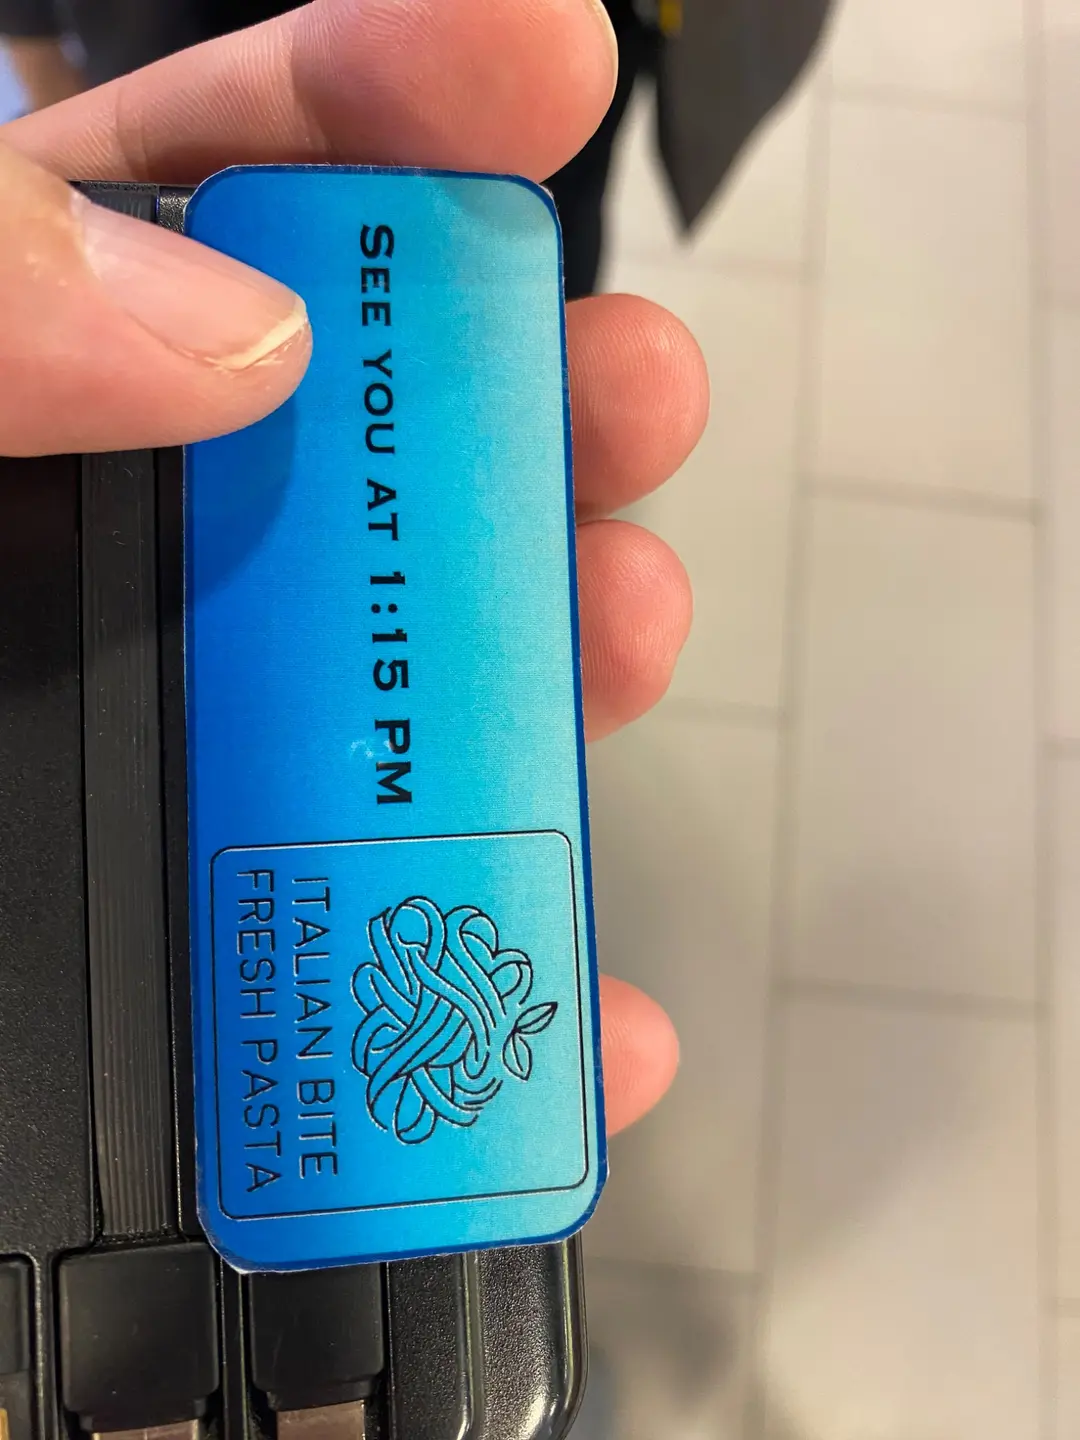 SEE YOU AT 1:15 PM
ITALIAN BITE
FRESH PASTA